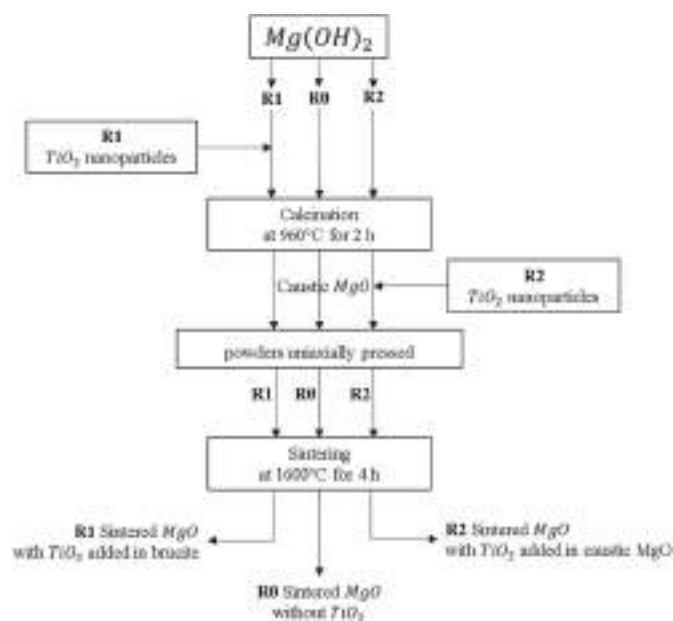 Mg(OH)₂
R1 R0 R2
R1
TiO₂ nanoparticles
Calcination
at 960°C for 2 h
Caustic MgO
R2
TiO₂ nanoparticles
powders uniaxially pressed
R1 R0 R2
Sintering
at 1600°C for 4 h
R1 Sintered MgO
with TiO₂ added in brucite
R2 Sintered MgO
with TiO₂ added in caustic MgO
R0 Sintered MgO
without TiO₂